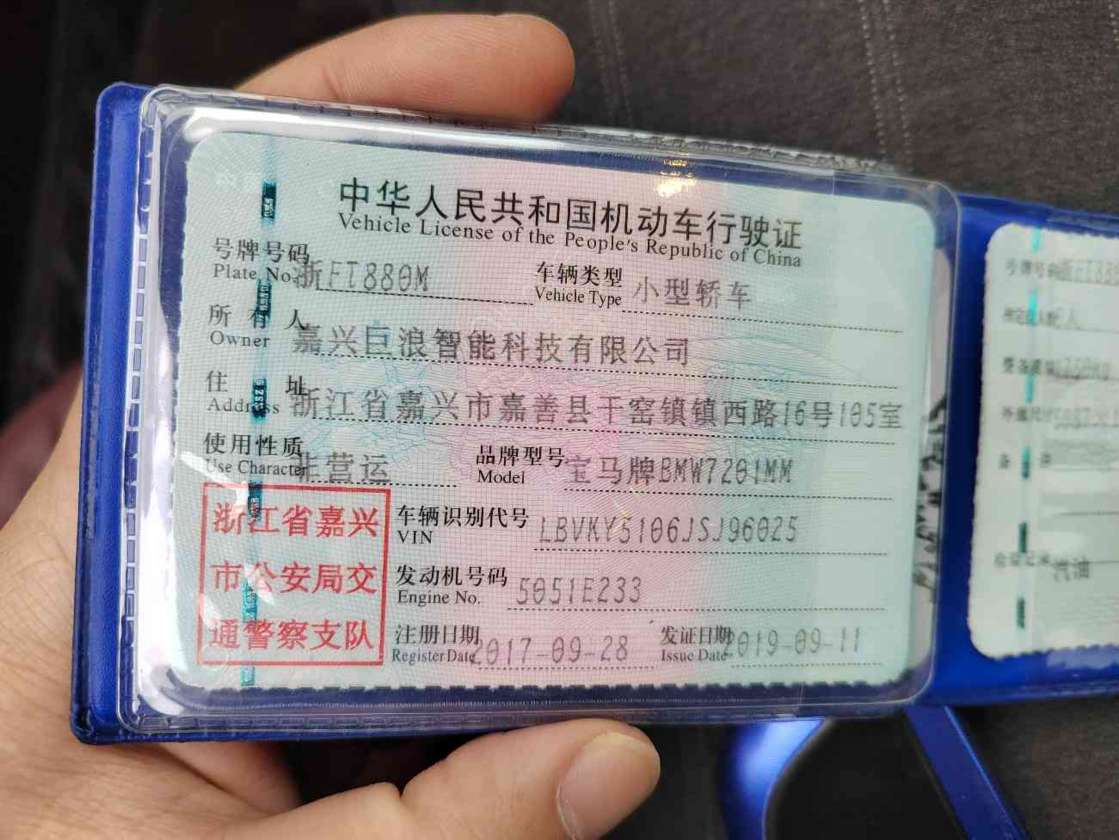 中华人民共和国机动车行驶证
Vehicle License of the People's Republic of China
号牌号码 浙FT880M 车辆类型 小型轿车
Plate No. Vehicle Type
所有人 嘉兴巨浪智能科技有限公司
Owner
住址 浙江省嘉兴市嘉善县干窑镇镇西路16号105室
Address
使用性质 非营运 品牌型号 宝马牌BMW7201MM
Use Character Model
浙江省嘉兴
市公安局交
通警察支队
车辆识别代号 LBVKY5106JSJ96025
VIN
发动机号码 5051E233
Engine No.
注册日期 2017-09-28 发证日期 2019-09-11
Register Date Issue Date
号牌号码